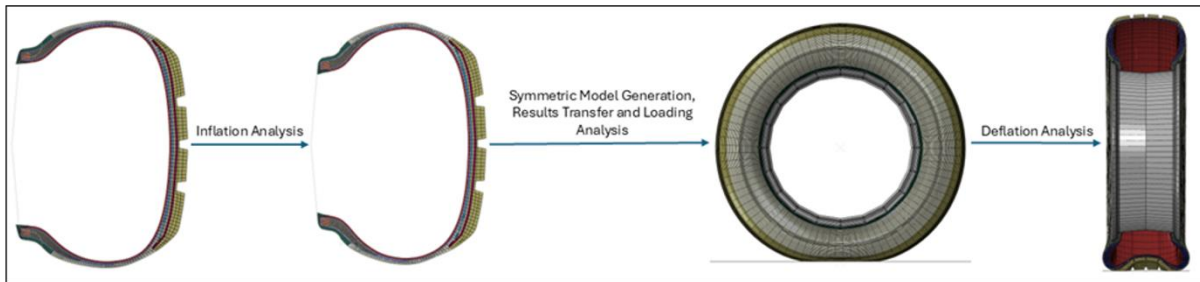 Inflation Analysis
Symmetric Model Generation,
Results Transfer and Loading
Analysis
Deflation Analysis